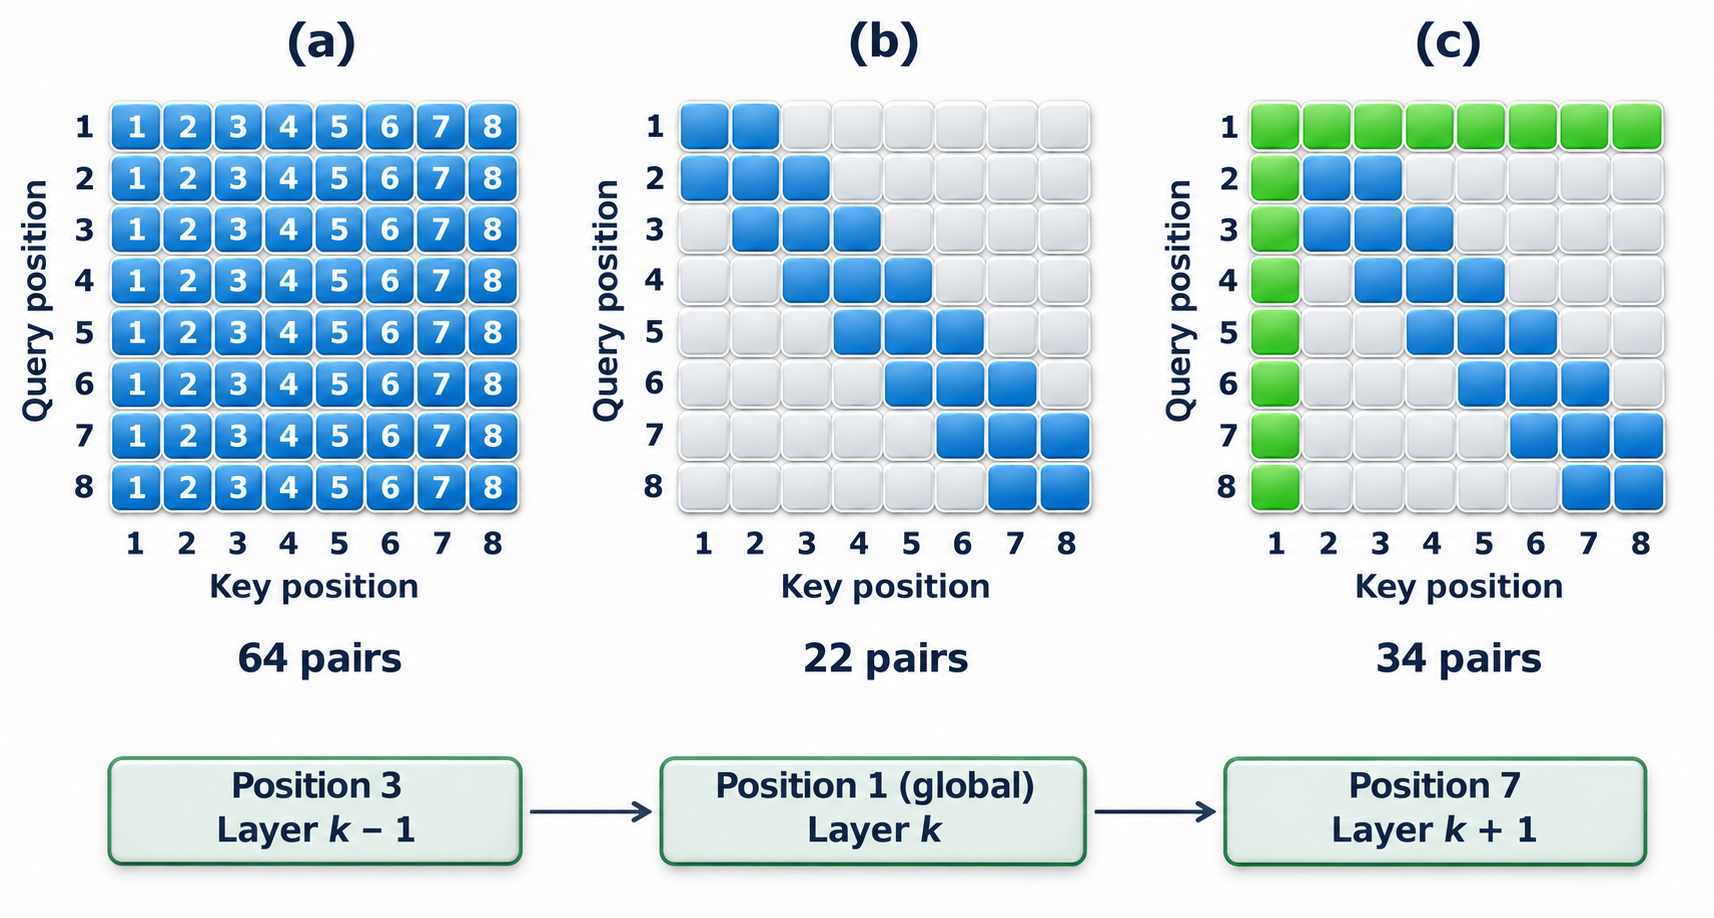 (a)
(b)
(c)
Query position
1 1 2 3 4 5 6 7 8
2 1 2 3 4 5 6 7 8
3 1 2 3 4 5 6 7 8
4 1 2 3 4 5 6 7 8
5 1 2 3 4 5 6 7 8
6 1 2 3 4 5 6 7 8
7 1 2 3 4 5 6 7 8
8 1 2 3 4 5 6 7 8
1 2 3 4 5 6 7 8
Key position
64 pairs
Query position
1
2
3
4
5
6
7
8
1 2 3 4 5 6 7 8
Key position
22 pairs
Query position
1
2
3
4
5
6
7
8
1 2 3 4 5 6 7 8
Key position
34 pairs
Position 3
Layer k – 1
Position 1 (global)
Layer k
Position 7
Layer k + 1